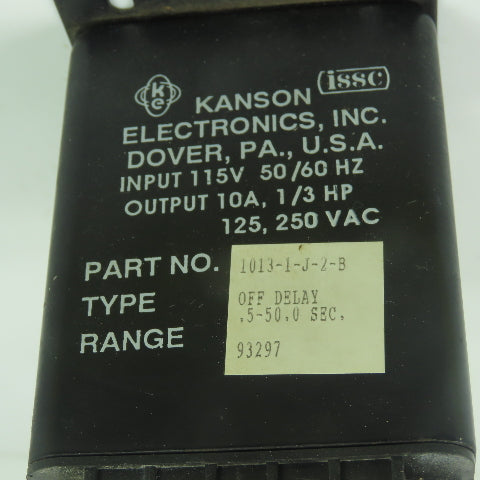 ke
issc
KANSON
ELECTRONICS, INC.
DOVER, PA., U.S.A.
INPUT 115V 50/60 HZ
OUTPUT 10A, 1/3 HP
125, 250 VAC
PART NO. 1013-1-J-2-B
TYPE OFF DELAY
RANGE .5-50.0 SEC.
93297